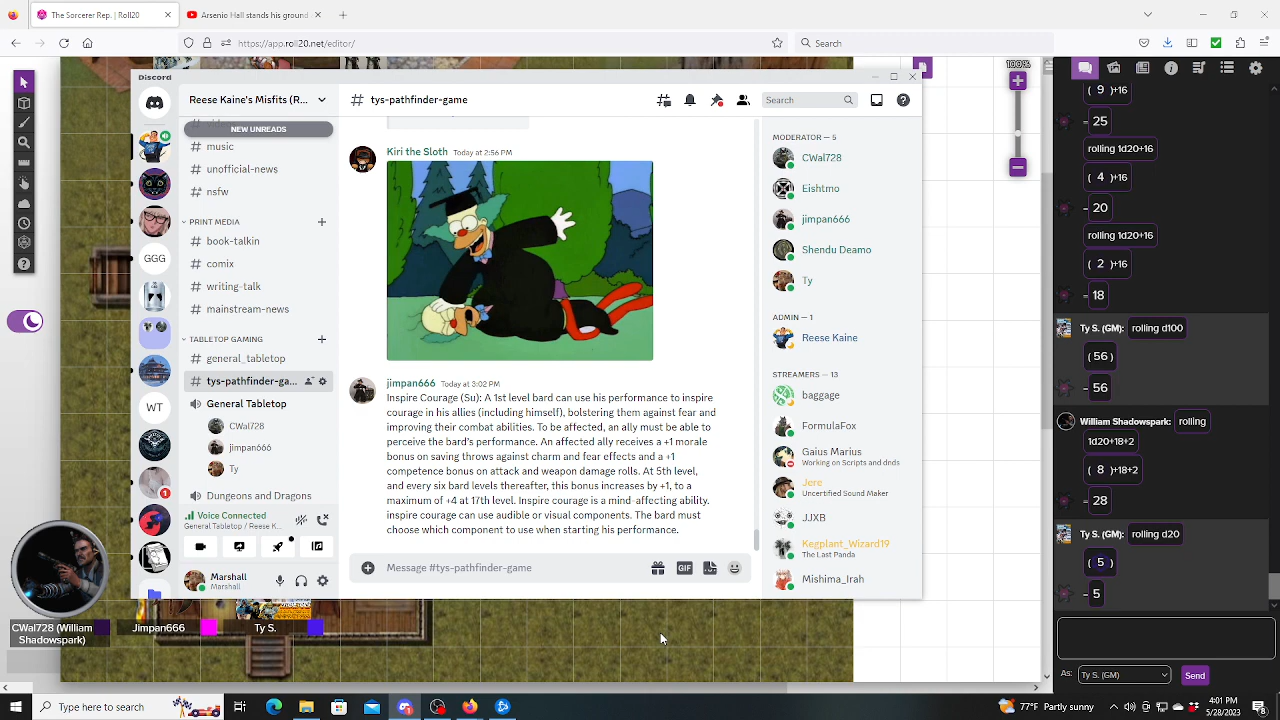 The Sorcerer Rep. | Roll20
Arsenio Hall stands his ground
https://app.roll20.net/editor/
Search
Discord
Reese Kaine's Misfits (R...
# tys-pathfinder-game
Search
NEW UNREADS
# music
# unofficial-news
# nsfw
PRINT MEDIA
# book-talkin
# comix
# writing-talk
# mainstream-news
TABLETOP GAMING
# general_tabletop
# tys-pathfinder-ga...
General Tabletop
CWal728
jimpan666
Ty
Dungeons and Dragons
Voice Connected
General Tabletop / Reese K...
Marshall
Marshall
GGG
WT
1
Kiri the Sloth Today at 2:56 PM
jimpan666 Today at 3:02 PM
Inspire Courage (Su): A 1st level bard can use his performance to inspire
courage in his allies (including himself), bolstering them against fear and
improving their combat abilities. To be affected, an ally must be able to
perceive the bard's performance. An affected ally receives a +1 morale
bonus on saving throws against charm and fear effects and a +1
competence bonus on attack and weapon damage rolls. At 5th level,
and every six bard levels thereafter, this bonus increases by +1, to a
maximum of +4 at 17th level. Inspire courage is a mind-affecting ability.
inspire courage can use audible or visual components. The bard must
choose which component to use when starting his performance.
Message #tys-pathfinder-game
GIF
MODERATOR — 5
CWal728
Eishtmo
jimpan666
Shendu Deamo
Ty
ADMIN — 1
Reese Kaine
STREAMERS — 13
baggage
FormulaFox
Gaius Marius
Working on Scripts and dnds
Jerc
Uncertified Sound Maker
JJXB
Kegplant_Wizard19
The Last Panda
Mishima_Irah
100%
( 9 )+16
= 25
rolling 1d20+16
( 4 )+16
= 20
rolling 1d20+16
( 2 )+16
= 18
Ty S. (GM): rolling d100
( 56 )
= 56
William Shadowspark: rolling
1d20+18+2
( 8 )+18+2
= 28
Ty S. (GM): rolling d20
( 5 )
= 5
As: Ty S. (GM)
Send
CWal728 (William
Shadowspark)
Jimpan666
Ty S.
Type here to search
77°F Partly sunny
4:01 PM
5/28/2023
8